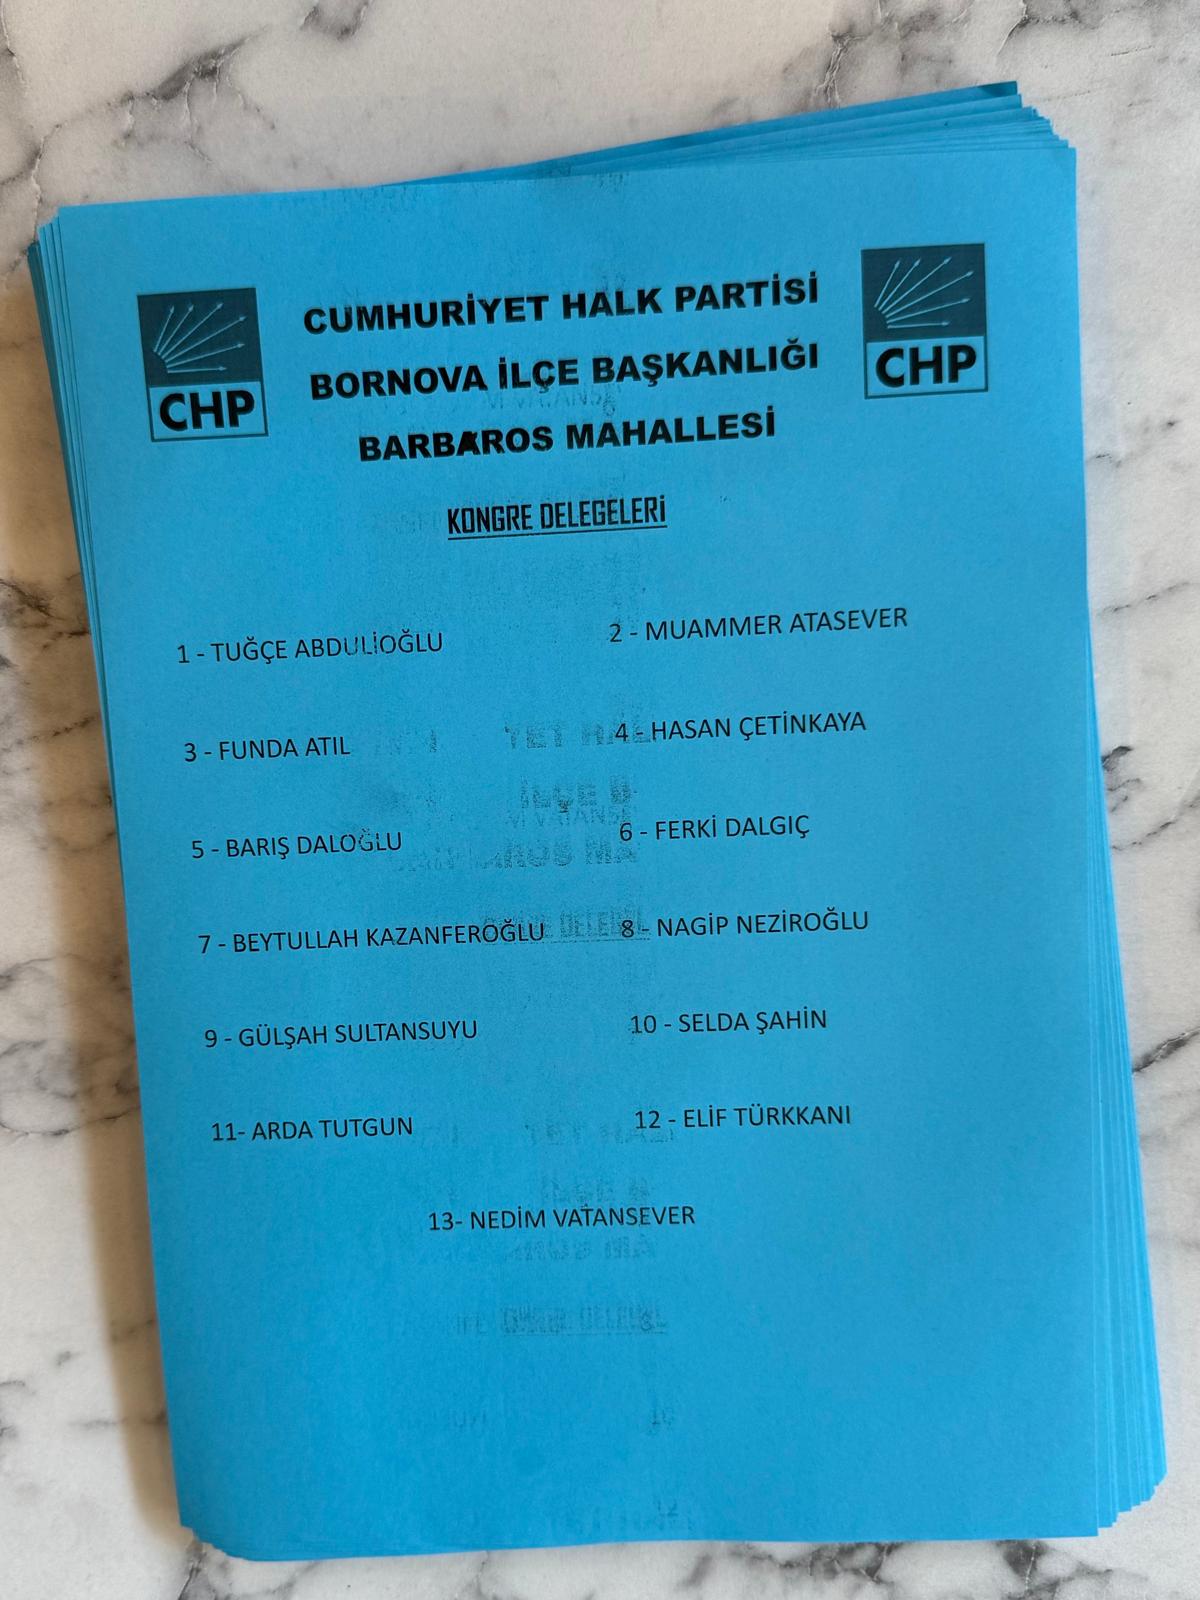 CUMHURİYET HALK PARTİSİ
BORNOVA İLÇE BAŞKANLIĞI
BARBAROS MAHALLESİ
CHP
CHP
KONGRE DELEGELERİ
1 - TUĞÇE ABDULİOĞLU
2 - MUAMMER ATASEVER
3 - FUNDA ATIL
4 - HASAN ÇETİNKAYA
5 - BARIŞ DALOĞLU
6 - FERKİ DALGIÇ
7 - BEYTULLAH KAZANFEROĞLU
8 - NAGİP NEZİROĞLU
9 - GÜLŞAH SULTANSUYU
10 - SELDA ŞAHİN
11- ARDA TUTGUN
12 - ELİF TÜRKKANI
13- NEDİM VATANSEVER